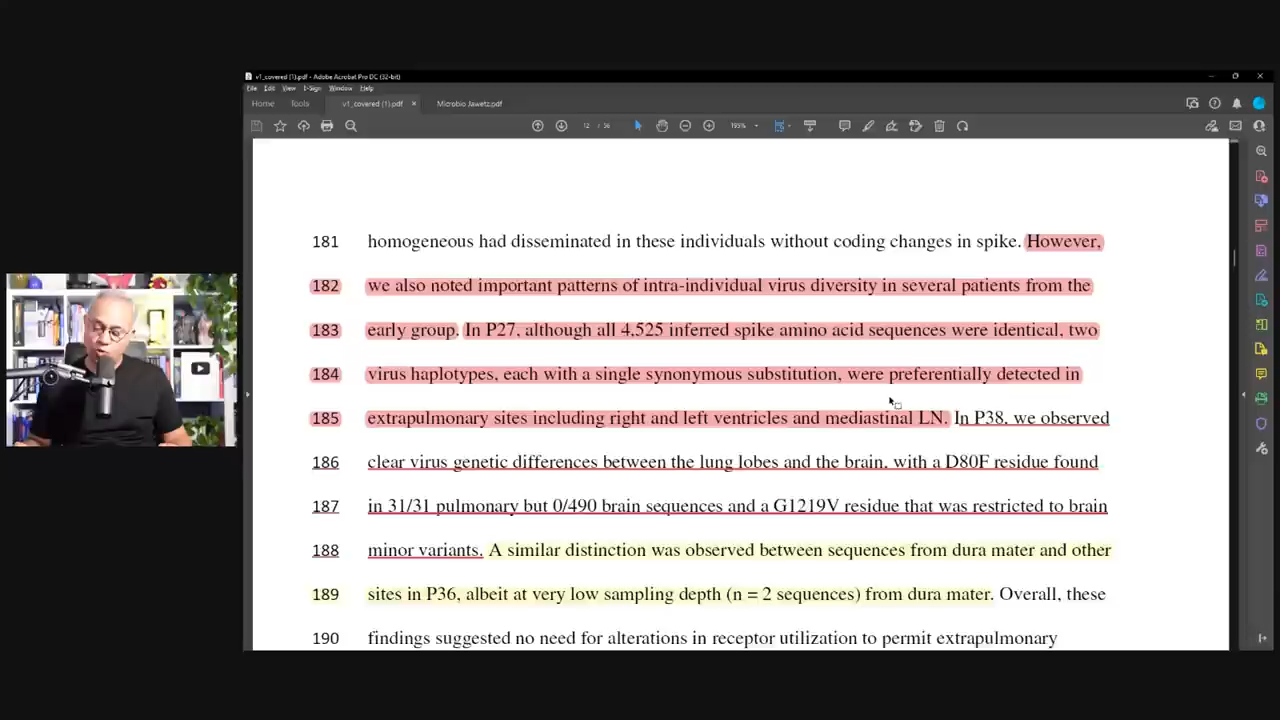 v1_covered (1).pdf - Adobe Acrobat Pro DC (32-bit)
File Edit View E-Sign Window Help
Home Tools v1_covered (1).pdf × Microbio Jawetz.pdf
12 / 56 193%
181 homogeneous had disseminated in these individuals without coding changes in spike. However,
182 we also noted important patterns of intra-individual virus diversity in several patients from the
183 early group. In P27, although all 4,525 inferred spike amino acid sequences were identical, two
184 virus haplotypes, each with a single synonymous substitution, were preferentially detected in
185 extrapulmonary sites including right and left ventricles and mediastinal LN. In P38, we observed
186 clear virus genetic differences between the lung lobes and the brain, with a D80F residue found
187 in 31/31 pulmonary but 0/490 brain sequences and a G1219V residue that was restricted to brain
188 minor variants. A similar distinction was observed between sequences from dura mater and other
189 sites in P36, albeit at very low sampling depth (n = 2 sequences) from dura mater. Overall, these
190 findings suggested no need for alterations in receptor utilization to permit extrapulmonary